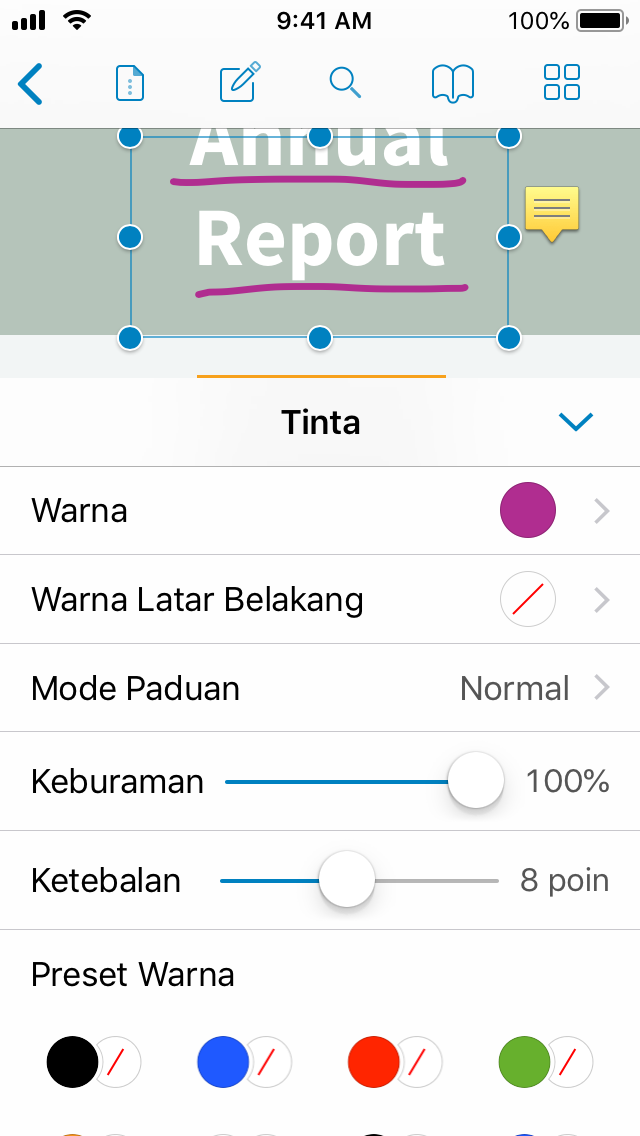 9:41 AM 100%
Annual
Report
Tinta
Warna
Warna Latar Belakang
Mode Paduan Normal
Keburaman 100%
Ketebalan 8 poin
Preset Warna